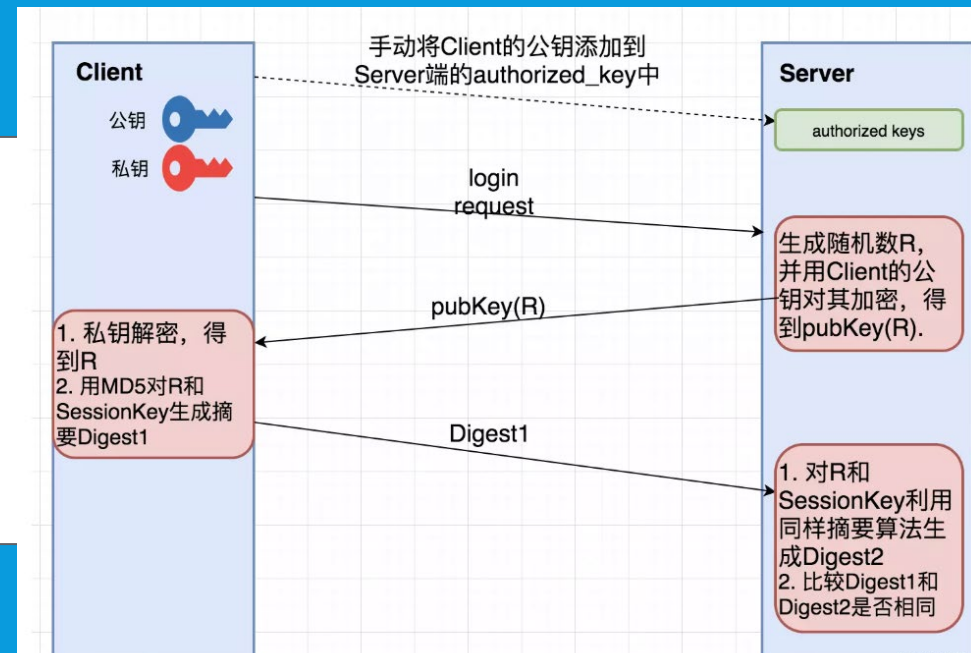 手动将Client的公钥添加到
Server端的authorized_key中
Client
Server
公钥
authorized keys
私钥
login
request
生成随机数R，
并用Client的公
钥对其加密，得
到pubKey(R).
pubKey(R)
1. 私钥解密，得
到R
2. 用MD5对R和
SessionKey生成摘
要Digest1
Digest1
1. 对R和
SessionKey利用
同样摘要算法生
成Digest2
2. 比较Digest1和
Digest2是否相同